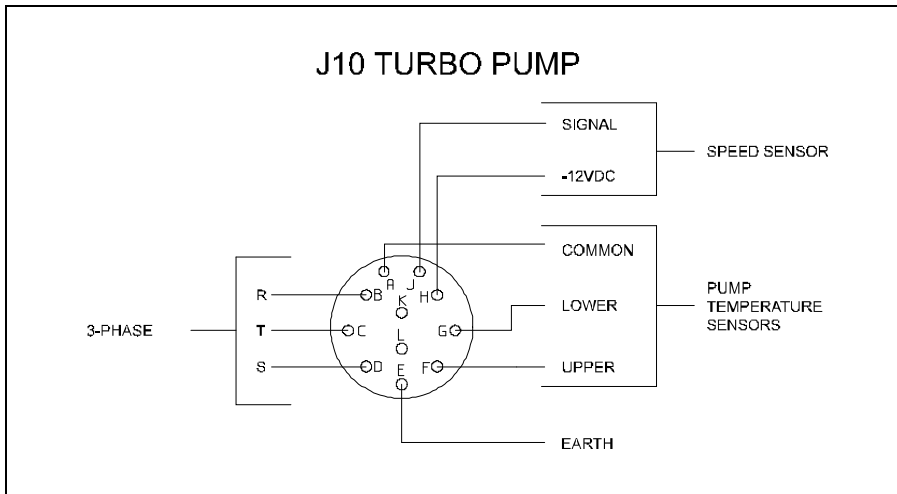 J10 TURBO PUMP
SIGNAL
SPEED SENSOR
-12VDC
COMMON
A J
R
B
H
K
LOWER
PUMP
TEMPERATURE
SENSORS
3-PHASE
T
C
L
G
S
D
E
F
UPPER
EARTH